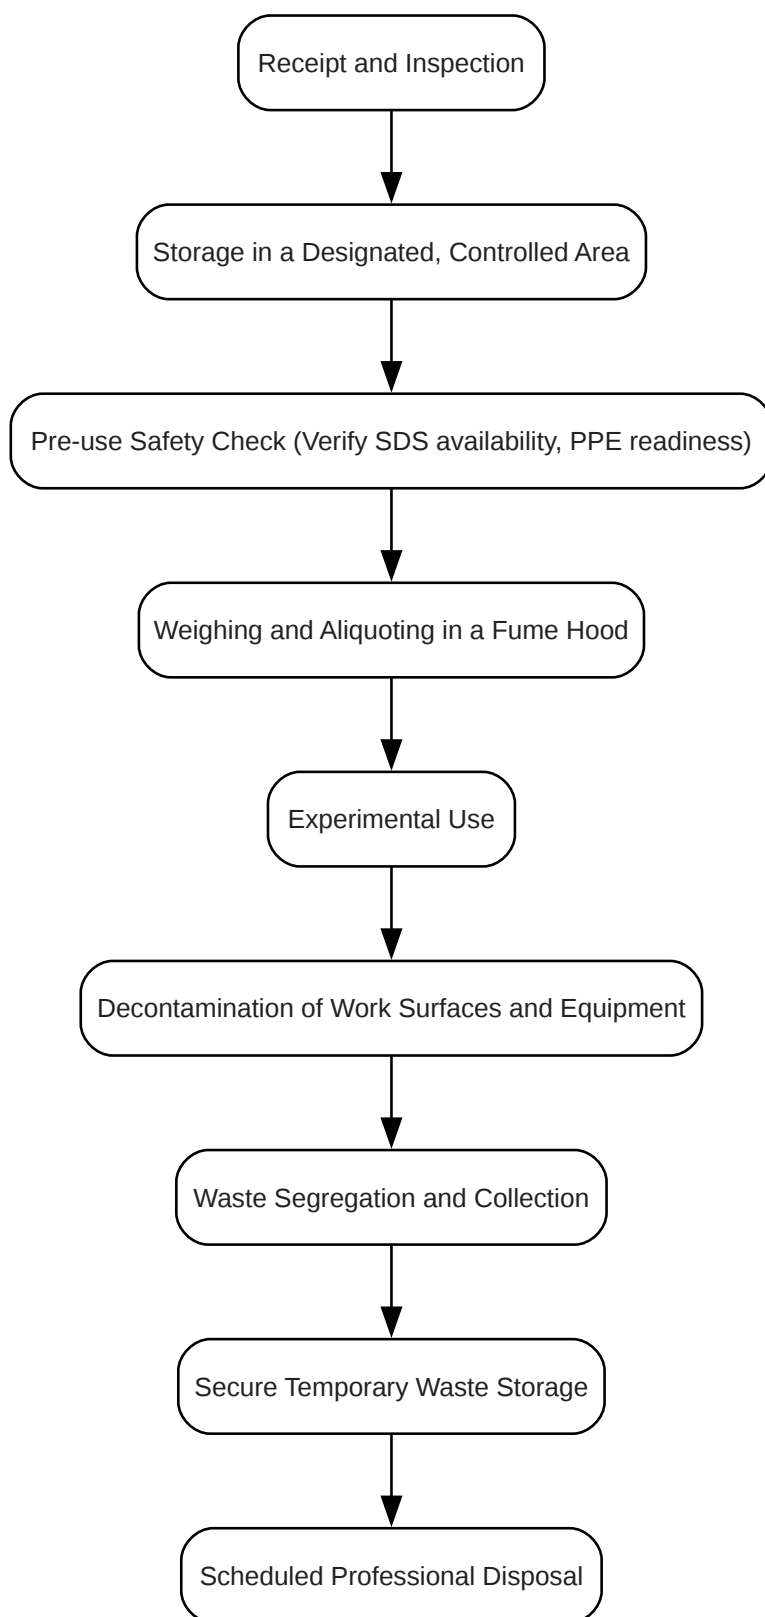 Receipt and Inspection
Storage in a Designated, Controlled Area
Pre-use Safety Check (Verify SDS availability, PPE readiness)
Weighing and Aliquoting in a Fume Hood
Experimental Use
Decontamination of Work Surfaces and Equipment
Waste Segregation and Collection
Secure Temporary Waste Storage
Scheduled Professional Disposal